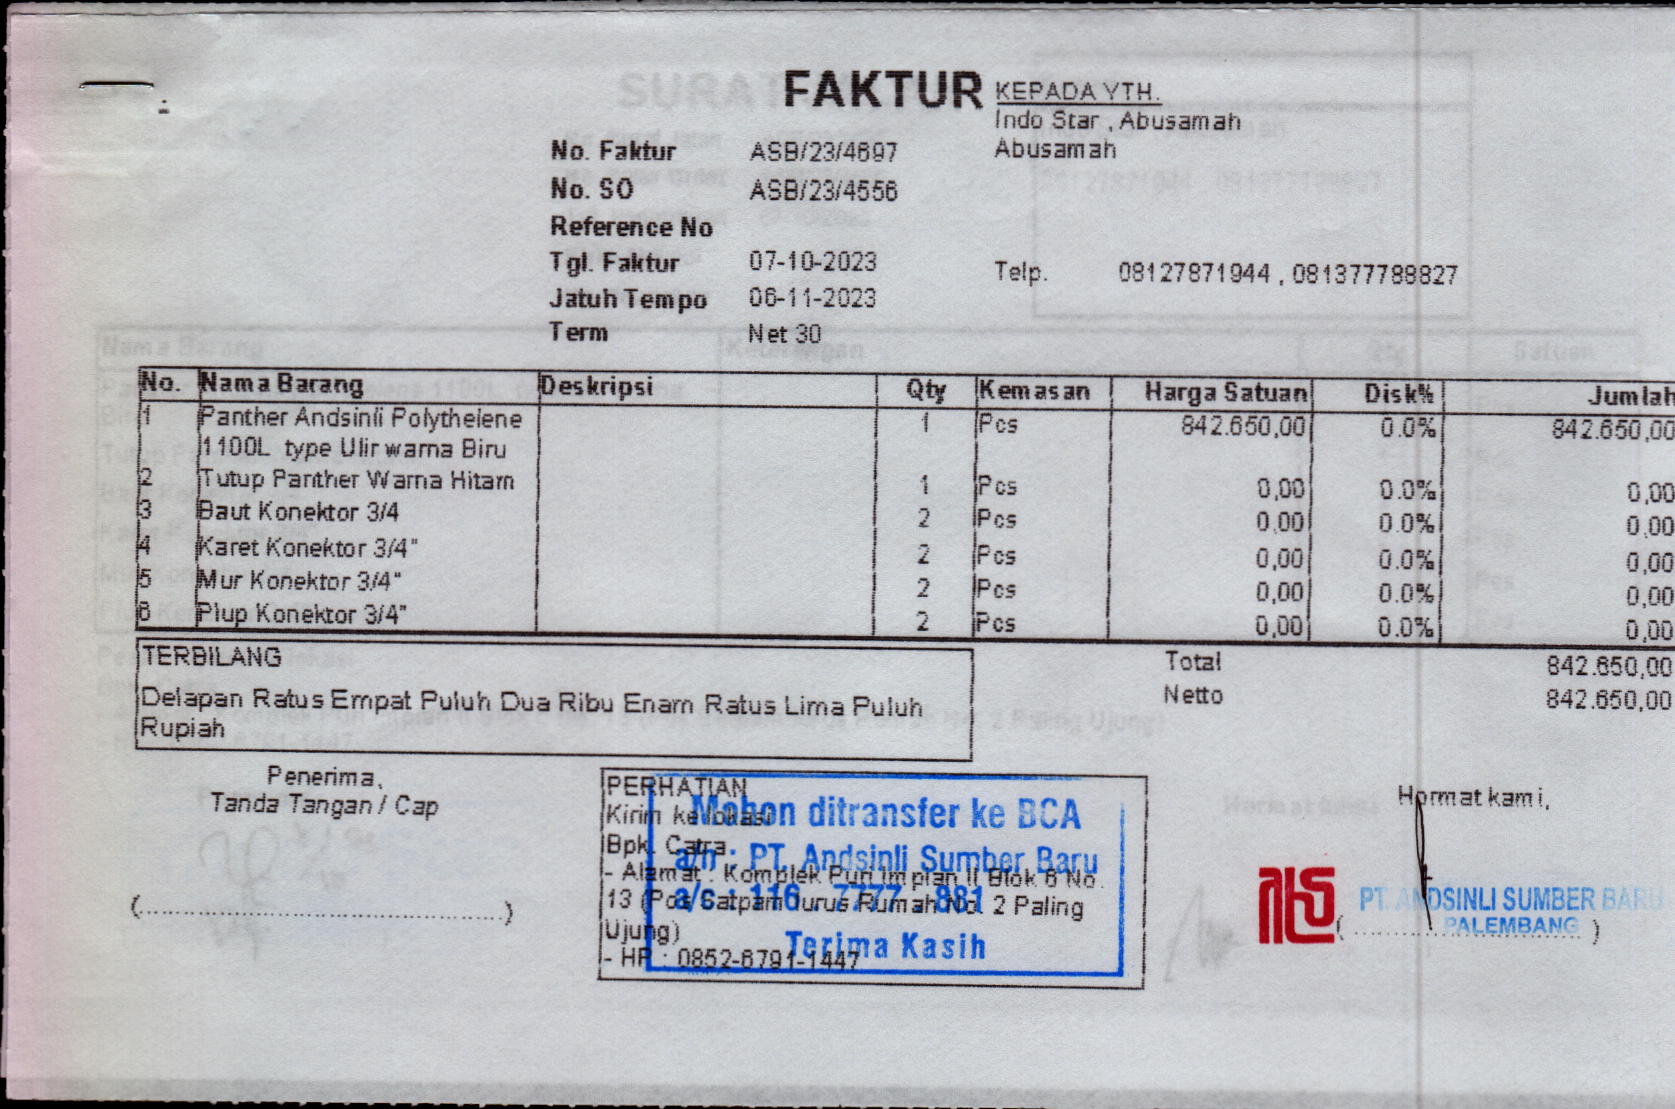 FAKTUR
KEPADA YTH.
Indo Star , Abusamah
Abusamah
No. Faktur ASB/23/4697
No. SO ASB/23/4556
Reference No
Tgl. Faktur 07-10-2023
Jatuh Tempo 06-11-2023
Term Net 30
Telp. 08127871944 , 081377788827
No. Nama Barang Deskripsi Qty Kemasan Harga Satuan Disk% Jumlah
1 Panther Andsinli Polythelene 1 Pcs 842.650,00 0.0% 842.650,00
1100L type Ulir warna Biru
2 Tutup Panther Warna Hitam 1 Pcs 0,00 0.0% 0,00
3 Baut Konektor 3/4 2 Pcs 0,00 0.0% 0,00
4 Karet Konektor 3/4" 2 Pcs 0,00 0.0% 0,00
5 Mur Konektor 3/4" 2 Pcs 0,00 0.0% 0,00
6 Plup Konektor 3/4" 2 Pcs 0,00 0.0% 0,00
TERBILANG
Delapan Ratus Empat Puluh Dua Ribu Enam Ratus Lima Puluh
Rupiah
Total 842.650,00
Netto 842.650,00
Penerima,
Tanda Tangan / Cap
PERHATIAN
Kirim ke lokasi
Bpk. Catra
- Alamat : Komplek Puri Implan II Blok 6 No.
13 (Pos Satpam lurus Rumah No. 2 Paling
Ujung)
- HP : 0852-6791-1447
Mohon ditransfer ke BCA
a/n : PT. Andsinli Sumber Baru
a/c : 116 . 7777 . 881
Terima Kasih
Hormat kami,
PT. ANDSINLI SUMBER BARU
PALEMBANG